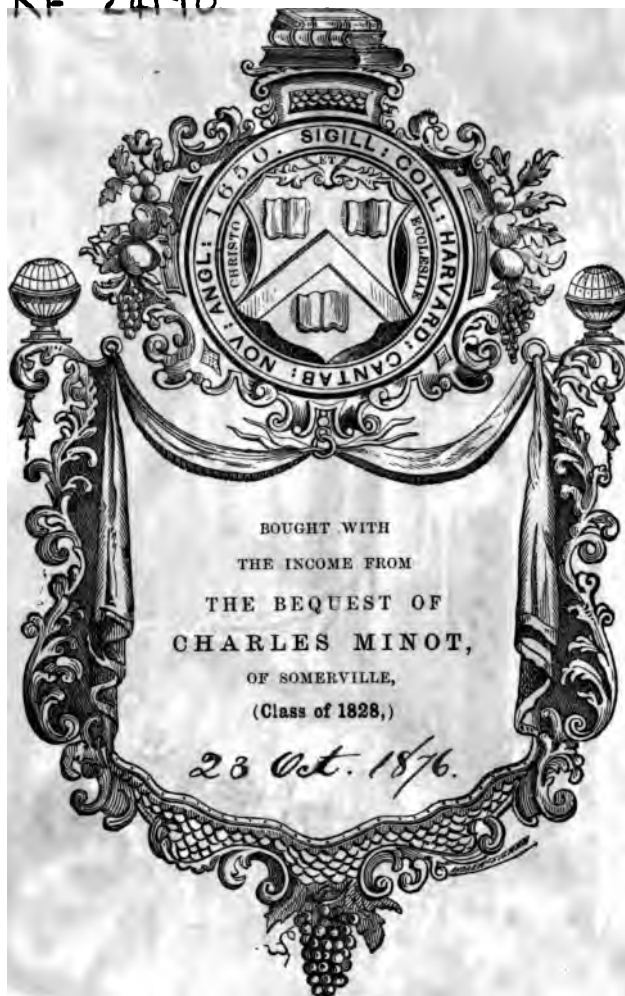 SIGILL: COLL: HARVARD: CANTAB: NOV: ANGL: 1650.
ET
CHRISTO
ECCLESIAE
BOUGHT WITH
THE INCOME FROM
THE BEQUEST OF
CHARLES MINOT,
OF SOMERVILLE,
(Class of 1828,)
23 Oct. 1876.